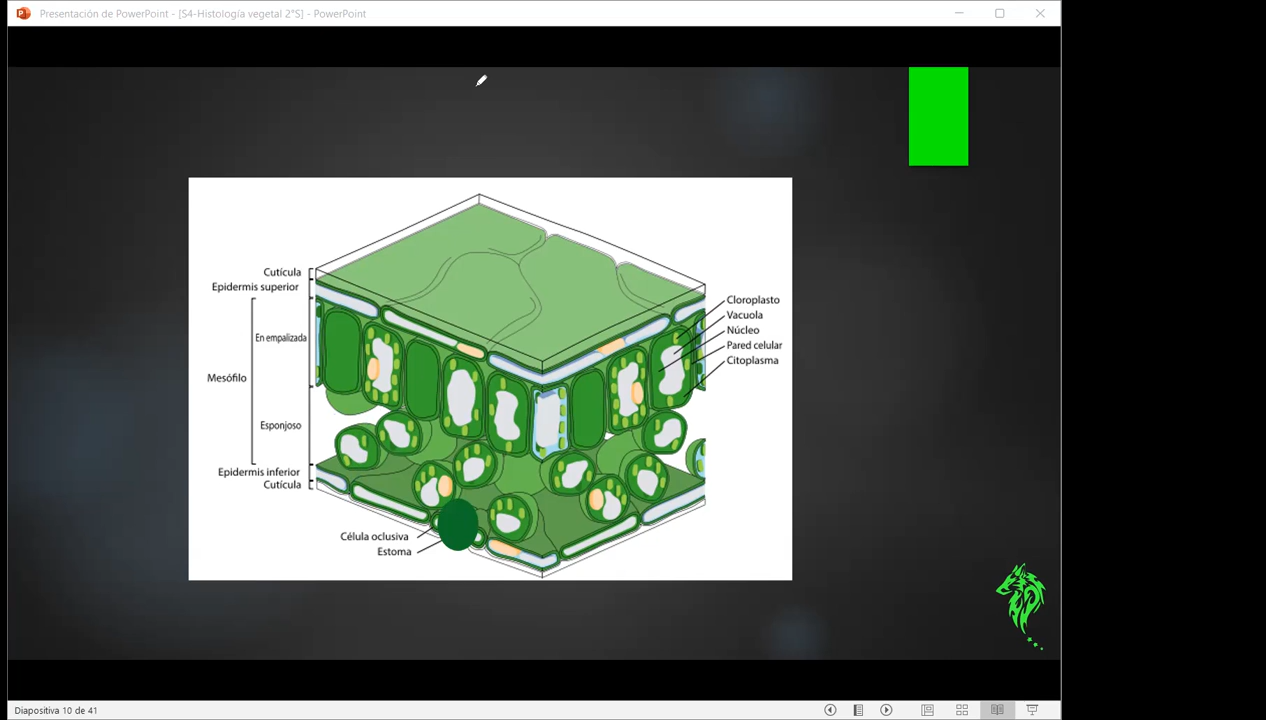 Presentación de PowerPoint - [S4-Histología vegetal 2°S] - PowerPoint
Cutícula
Epidermis superior
En empalizada
Mesófilo
Esponjoso
Epidermis inferior
Cutícula
Célula oclusiva
Estoma
Cloroplasto
Vacuola
Núcleo
Pared celular
Citoplasma
Diapositiva 10 de 41